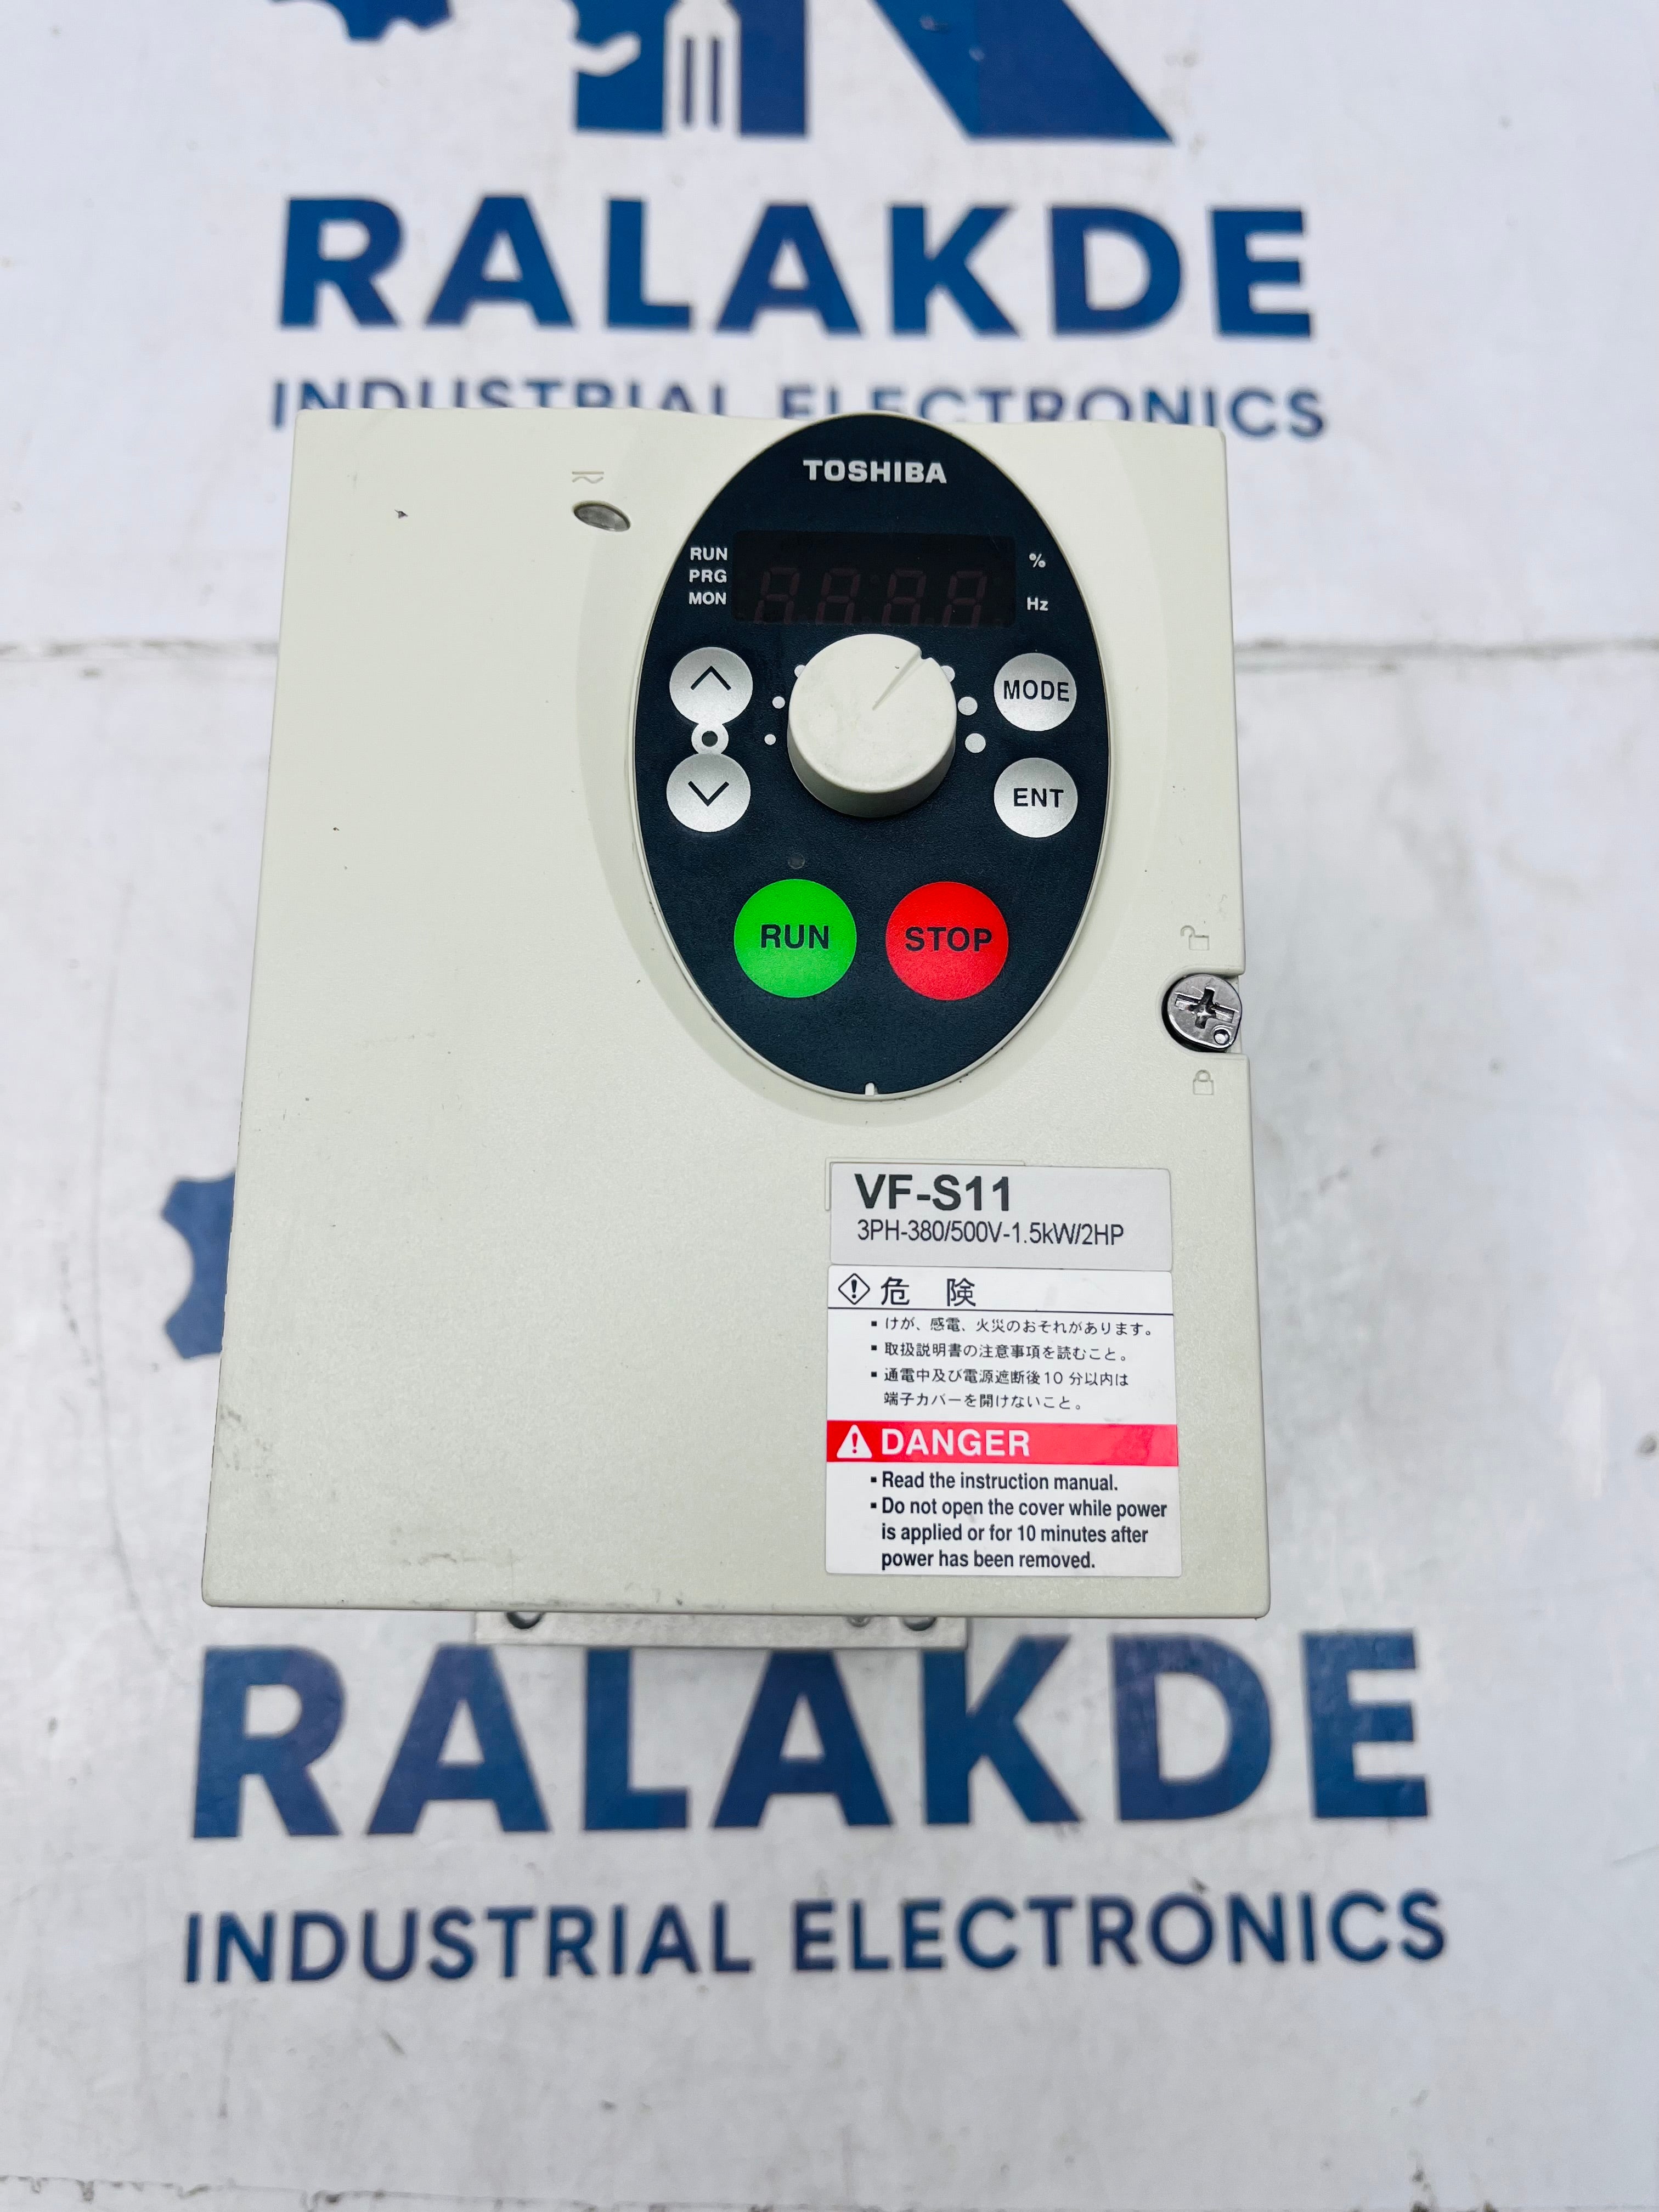 RALAKDE
INDUSTRIAL ELECTRONICS
TOSHIBA
RUN
PRG
MON
%
Hz
MODE
ENT
RUN
STOP
VF-S11
3PH-380/500V-1.5kW/2HP
危 険
▪ けが、感電、火災のおそれがあります。
▪ 取扱説明書の注意事項を読むこと。
▪ 通電中及び電源遮断後10 分以内は
端子カバーを開けないこと。
DANGER
▪ Read the instruction manual.
▪ Do not open the cover while power
is applied or for 10 minutes after
power has been removed.
RALAKDE
INDUSTRIAL ELECTRONICS